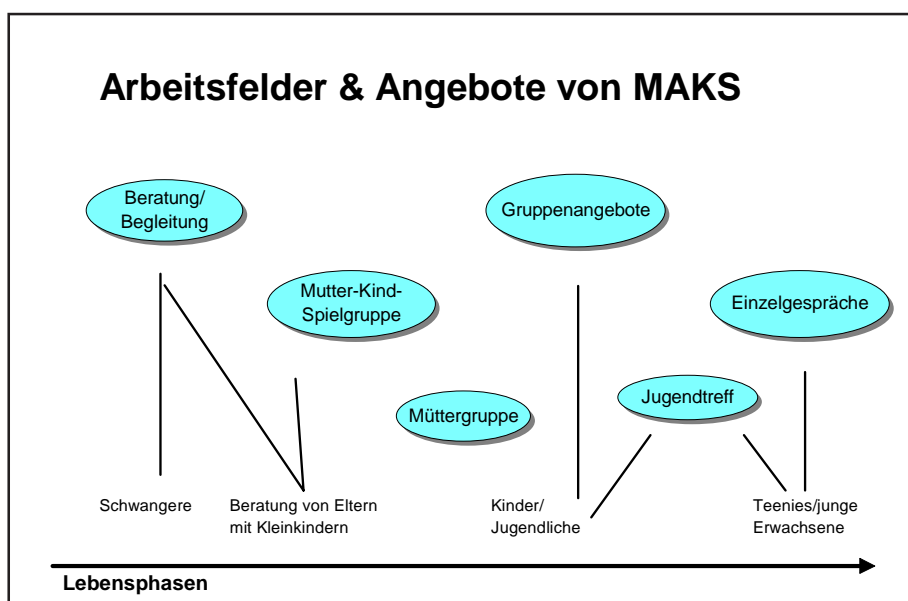 Arbeitsfelder & Angebote von MAKS
Beratung/
Begleitung
Gruppenangebote
Mutter-Kind-
Spielgruppe
Einzelgespräche
Müttergruppe
Jugendtreff
Schwangere
Beratung von Eltern
mit Kleinkindern
Kinder/
Jugendliche
Teenies/junge
Erwachsene
Lebensphasen